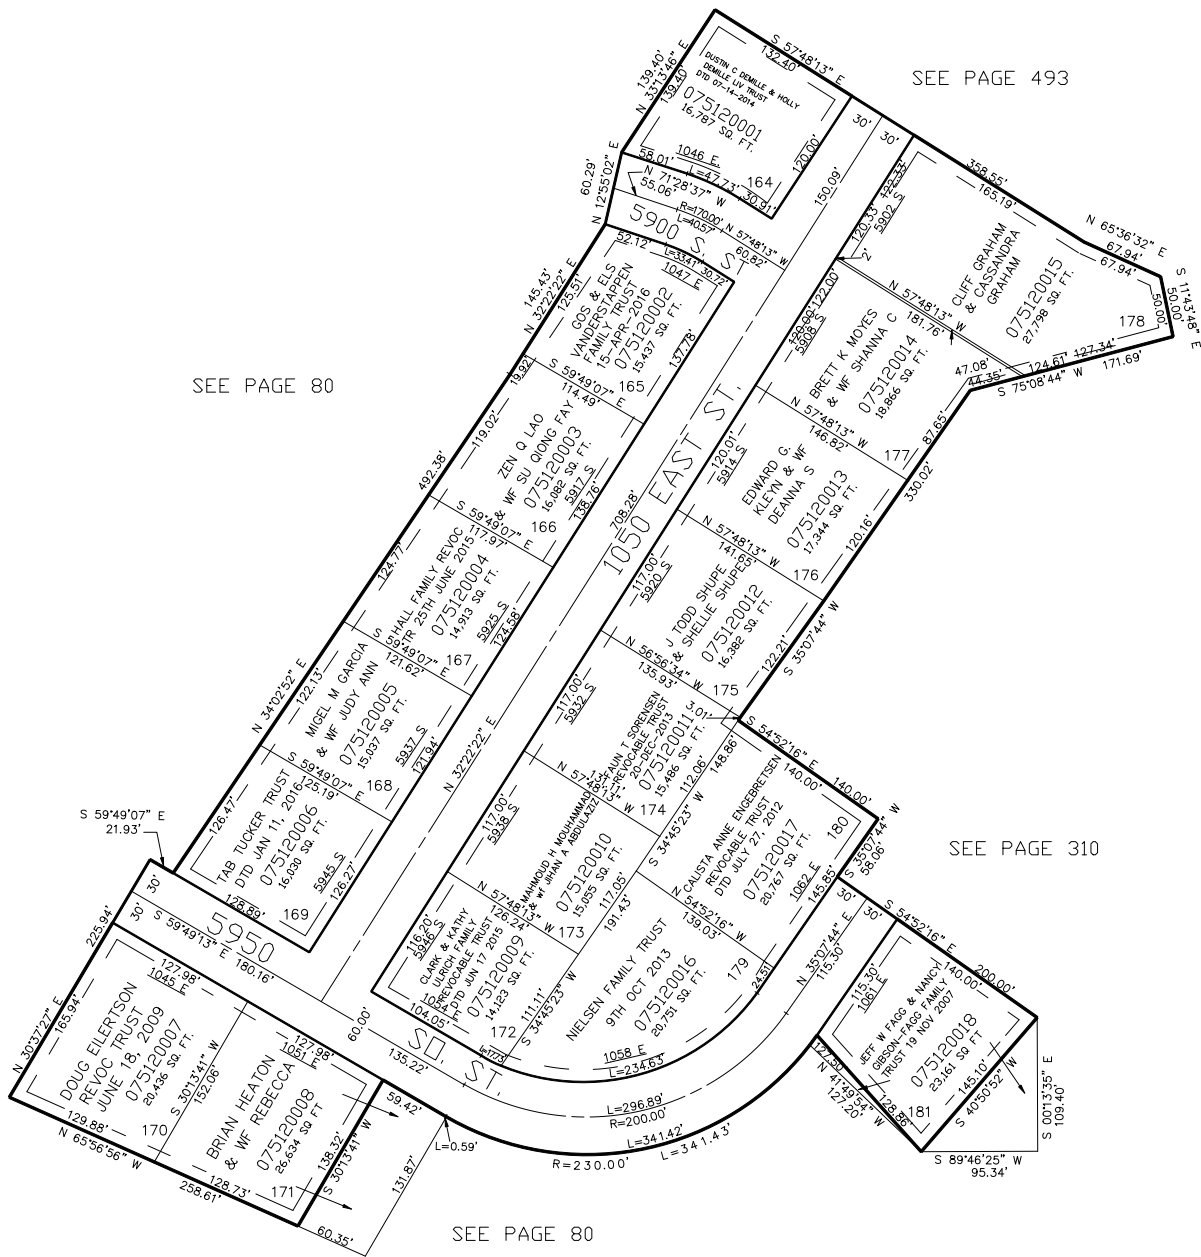 SEE PAGE 493
S 57°48'13" E
132.40'
139.40'
N 33°13'46" E
139.40'
DUSTIN C DEMILLE & HOLLY
DEMILLE LIV TRUST
DTD 07-14-2014
075120001
16,787 SQ. FT.
120.00'
1046 E.
58.01'
L=47.73'
30.91'
164
30'
30'
60.29'
N 12°55'02" E
N 71°28'37" W
55.06'
R=170.00'
L=40.57'
N 57°48'13" W
60.82'
5900 S. ST
150.09'
358.55'
165.19'
122.33'
120.33'
5902 S
2'
N 65°36'32" E
67.94'
67.94'
S 11°43'48" E
50.00'
50.00'
CLIFF GRAHAM
& CASSANDRA
GRAHAM
075120015
27,798 SQ. FT.
178
127.34'
124.61'
171.69'
S 75°08'44" W
47.08'
44.35'
N 57°48'13" W
181.76'
52.12'
L=33.41'
30.72'
1047 E
145.43'
N 32°22'22" E
125.51'
GOS & ELS
VANDERSTAPPEN
FAMILY TRUST
15-APR-2016
075120002
15,437 SQ. FT.
137.78'
165
19.92'
S 59°49'07" E
114.49'
SEE PAGE 80
122.00'
120.00'
5908 S
BRETT K MOYES
& WF SHANNA C
075120014
18,866 SQ. FT.
177
87.65'
330.02'
N 57°48'13" W
146.82'
119.02'
492.38'
ZEN Q LAO
& WF SU QIONG FAY
075120003
16,082 SQ. FT.
5917 S
138.76'
166
S 59°49'07" E
117.97'
1050 EAST ST.
708.28'
120.01'
5914 S
EDWARD G.
KLEYN & WF
DEANNA S
075120013
17,344 SQ. FT.
176
120.16'
N 57°48'13" W
141.65'
124.77'
HALL FAMILY REVOC
TR 25TH JUNE 2015
075120004
14,913 SQ. FT.
5925 S
124.58'
167
S 59°49'07" E
121.62'
117.00'
5920 S
J TODD SHUPE
& SHELLIE SHUPE
075120012
16,382 SQ. FT.
175
122.21'
S 35°07'44" W
N 56°56'34" W
135.93'
N 34°02'52" E
122.13'
MIGEL M GARCIA
& WF JUDY ANN
075120005
15,037 SQ. FT.
5937 S
121.94'
168
S 59°49'07" E
125.19'
N 32°22'22" E
117.00'
5932 S
FAUN T SORENSEN
REVOCABLE TRUST
20-DEC-2013
075120011
15,486 SQ. FT.
174
3.01'
S 54°52'16" E
140.00'
140.00'
148.86'
112.06'
S 34°45'23" W
N 57°48'13" W
131.11'
126.47'
TAB TUCKER TRUST
DTD JAN 11, 2016
075120006
16,030 SQ. FT.
5945 S
126.27'
128.89'
169
S 59°49'07" E
21.93'
117.00'
5938 S
MAHMOUD H MOUHAMMAD
& wf JIHAN A ABDULAZIZ
075120010
15,055 SQ. FT.
173
117.05'
191.43'
N 57°48'13" W
126.24'
CALISTA ANNE ENGEBRETSEN
REVOCABLE TRUST
DTD JULY 27, 2012
075120017
20,767 SQ. FT.
180
1062 E
145.85'
S 35°07'44" W
58.06'
SEE PAGE 310
N 54°52'16" W
139.03'
30'
30'
225.94'
S 59°49'13" E
180.16'
5950
SO. ST.
116.20'
5946 S
CLARK & KATHY
ULRICH FAMILY
REVOCABLE TRUST
DTD JUN 17 2015
075120009
14,123 SQ. FT.
1054 E
104.05'
172
111.11'
S 34°45'23" W
NIELSEN FAMILY TRUST
9TH OCT 2013
075120016
20,751 SQ. FT.
179
24.51'
1058 E
L=234.63'
N 35°07'44" E
115.30'
30'
30'
S 54°52'16" E
200.00'
140.00'
115.30'
1061 E
JEFF W FAGG & NANCY
GIBSON-FAGG FAMILY
TRUST 19 NOV 2007
075120018
23,161 SQ. FT.
181
145.10'
S 40°50'52" W
127.30'
N 41°49'54" W
127.20'
128.86'
S 00°13'35" E
109.40'
S 89°46'25" W
95.34'
127.98'
1045 E
N 30°37'27" E
165.94'
DOUG EILERTSON
REVOC TRUST
JUNE 18, 2009
075120007
20,436 SQ. FT.
S 30°13'41" W
152.06'
170
129.88'
N 65°56'56" W
258.61'
127.98'
1051 E
BRIAN HEATON
& WF REBECCA
075120008
26,634 SQ FT
138.32'
S 30°13'41" W
128.73'
171
60.00'
135.22'
59.42'
L=0.59'
131.87'
60.35'
L=296.89'
R=200.00'
L=341.42'
L=341.43'
R=230.00'
SEE PAGE 80